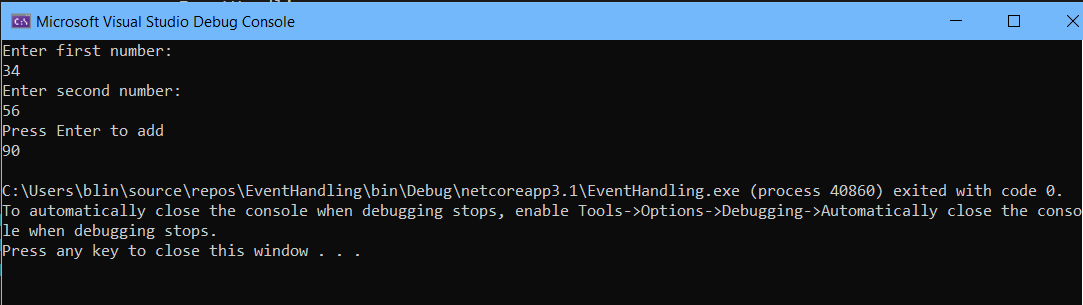 Microsoft Visual Studio Debug Console
Enter first number:
34
Enter second number:
56
Press Enter to add
90
C:\Users\blin\source\repos\EventHandling\bin\Debug\netcoreapp3.1\EventHandling.exe (process 40860) exited with code 0.
To automatically close the console when debugging stops, enable Tools->Options->Debugging->Automatically close the conso
le when debugging stops.
Press any key to close this window . . .